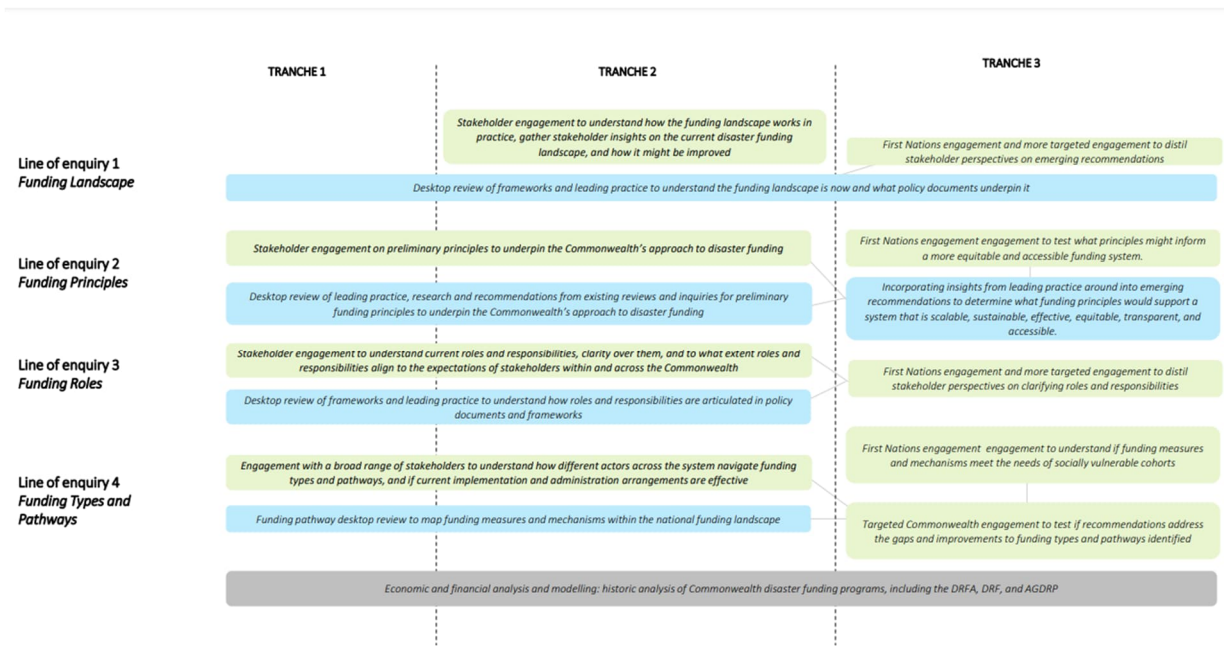 TRANCHE 1
TRANCHE 2
TRANCHE 3
Line of enquiry 1
Funding Landscape
Stakeholder engagement to understand how the funding landscape works in
practice, gather stakeholder insights on the current disaster funding
landscape, and how it might be improved
First Nations engagement and more targeted engagement to distil
stakeholder perspectives on emerging recommendations
Desktop review of frameworks and leading practice to understand the funding landscape is now and what policy documents underpin it
Line of enquiry 2
Funding Principles
Stakeholder engagement on preliminary principles to underpin the Commonwealth's approach to disaster funding
Desktop review of leading practice, research and recommendations from existing reviews and inquiries for preliminary
funding principles to underpin the Commonwealth's approach to disaster funding
First Nations engagement engagement to test what principles might inform
a more equitable and accessible funding system.
Incorporating insights from leading practice around into emerging
recommendations to determine what funding principles would support a
system that is scalable, sustainable, effective, equitable, transparent, and
accessible.
Line of enquiry 3
Funding Roles
Stakeholder engagement to understand current roles and responsibilities, clarity over them, and to what extent roles and
responsibilities align to the expectations of stakeholders within and across the Commonwealth
Desktop review of frameworks and leading practice to understand how roles and responsibilities are articulated in policy
documents and frameworks
First Nations engagement and more targeted engagement to distil
stakeholder perspectives on clarifying roles and responsibilities
Line of enquiry 4
Funding Types and
Pathways
Engagement with a broad range of stakeholders to understand how different actors across the system navigate funding
types and pathways, and if current implementation and administration arrangements are effective
Funding pathway desktop review to map funding measures and mechanisms within the national funding landscape
First Nations engagement engagement to understand if funding measures
and mechanisms meet the needs of socially vulnerable cohorts
Targeted Commonwealth engagement to test if recommendations address
the gaps and improvements to funding types and pathways identified
Economic and financial analysis and modelling: historic analysis of Commonwealth disaster funding programs, including the DRFA, DRF, and AGDRP